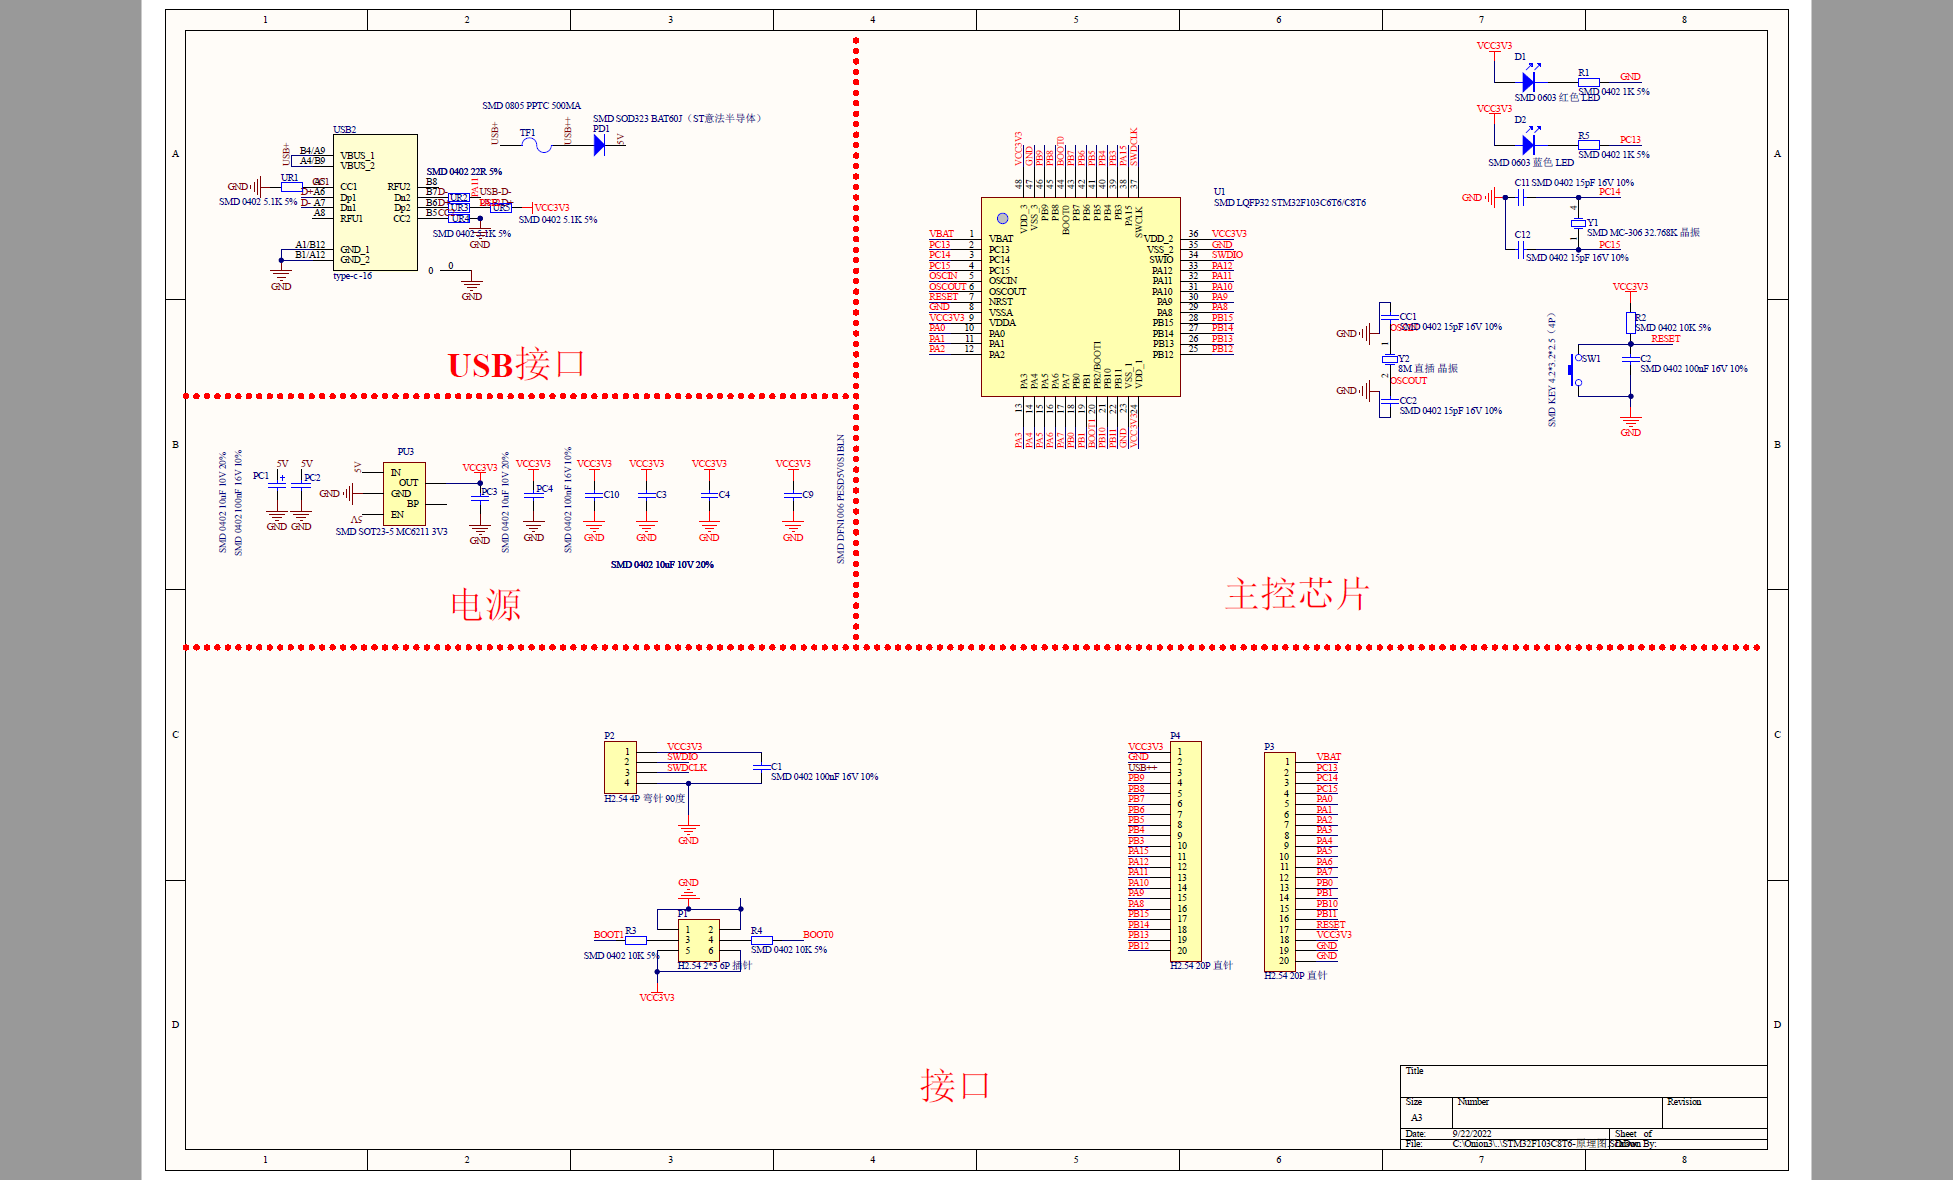 1 2 3 4 5 6 7 8
A
B
C
D
SMD 0805 PPTC 500MA
USB+
TF1
USB++
SMD SOD323 BAT60J（ST意法半导体）
PD1
5V
USB2
USB+
B4/A9
A4/B9
VBUS_1
VBUS_2
GND
UR1
SMD 0402 5.1K 5%
A6
A7
A8
CC1
Dp1
Dn1
RFU1
RFU2
Dn2
Dp2
CC2
B8
SMD 0402 22R 5%
UR2
UR3
UR4
UR5
USB-D-
VCC3V3
SMD 0402 5.1K 5%
SMD 0402 5.1K 5%
GND
A1/B12
B1/A12
GND_1
GND_2
type-c -16
GND
0
0
GND
USB接口
SMD 0402 10uF 10V 20%
SMD 0402 100nF 16V 10%
PC1
5V
GND
PC2
5V
GND
PU3
5V
GND
5V
IN
OUT
GND
BP
EN
SMD SOT23-5 MC6211 3V3
VCC3V3
PC3
GND
SMD 0402 10uF 10V 20%
VCC3V3
PC4
GND
SMD 0402 100nF 16V 10%
VCC3V3
C10
GND
VCC3V3
C3
GND
VCC3V3
C4
GND
VCC3V3
C9
GND
SMD 0402 10uF 10V 20%
SMD DFN1006 PESD5V0S1BLN
电源
U1
SMD LQFP32 STM32F103C6T6/C8T6
VCC3V3 48 VDD_3
GND 47 VSS_3
PB9 46 PB9
PB8 45 PB8
BOOT0 44 BOOT0
PB7 43 PB7
PB6 42 PB6
PB5 41 PB5
PB4 40 PB4
PB3 39 PB3
PA15 38 PA15
SWDCLK 37 SWCLK
VBAT 1 VBAT
PC13 2 PC13
PC14 3 PC14
PC15 4 PC15
OSCIN 5 OSCIN
OSCOUT 6 OSCOUT
RESET 7 NRST
GND 8 VSSA
VCC3V3 9 VDDA
PA0 10 PA0
PA1 11 PA1
PA2 12 PA2
VDD_2 36 VCC3V3
VSS_2 35 GND
SWIO 34 SWDIO
PA12 33 PA12
PA11 32 PA11
PA10 31 PA10
PA9 30 PA9
PA8 29 PA8
PB15 28 PB15
PB14 27 PB14
PB13 26 PB13
PB12 25 PB12
PA3 13 PA3
PA4 14 PA4
PA5 15 PA5
PA6 16 PA6
PA7 17 PA7
PB0 18 PB0
PB1 19 PB1
PB2/BOOT1 20 BOOT1
PB10 21 PB10
PB11 22 PB11
VSS_1 23 GND
VDD_1 24 VCC3V3
VCC3V3
D1
R1
GND
SMD 0402 1K 5%
SMD 0603 红色 LED
VCC3V3
D2
R5
PC13
SMD 0402 1K 5%
SMD 0603 蓝色 LED
C11 SMD 0402 15pF 16V 10%
GND
PC14
4
Y1
SMD MC-306 32.768K 晶振
1
C12
PC15
SMD 0402 15pF 16V 10%
CC1
SMD 0402 15pF 16V 10%
GND
1
Y2
8M 直插 晶振
2
OSCOUT
GND
CC2
SMD 0402 15pF 16V 10%
VCC3V3
R2
SMD 0402 10K 5%
RESET
SMD KEY 4.2*3.2*2.5（4P）
SW1
C2
SMD 0402 100nF 16V 10%
GND
主控芯片
P2
1 VCC3V3
2 SWDIO
3 SWDCLK
4
C1
SMD 0402 100nF 16V 10%
H2.54 4P 弯针 90度
GND
GND
P1
1 2
3 4
5 6
BOOT1
R3
SMD 0402 10K 5%
R4
BOOT0
SMD 0402 10K 5%
H2.54 2*3 6P 插针
VCC3V3
P4
VCC3V3 1
GND 2
USB++ 3
PB9 4
PB8 5
PB7 6
PB6 7
PB5 8
PB4 9
PB3 10
PA15 11
PA12 12
PA11 13
PA10 14
PA9 15
PA8 16
PB15 17
PB14 18
PB13 19
PB12 20
H2.54 20P 直针
P3
1 VBAT
2 PC13
3 PC14
4 PC15
5 PA0
6 PA1
7 PA2
8 PA3
9 PA4
10 PA5
11 PA6
12 PA7
13 PB0
14 PB1
15 PB10
16 PB11
17 RESET
18 VCC3V3
19 GND
20 GND
H2.54 20P 直针
接口
Title
Size
A3
Number
Revision
Date: 9/22/2022
Sheet of
File: C:\Onion3\..\STM32F103C8T6-原理图
By:
A
B
C
D
1 2 3 4 5 6 7 8